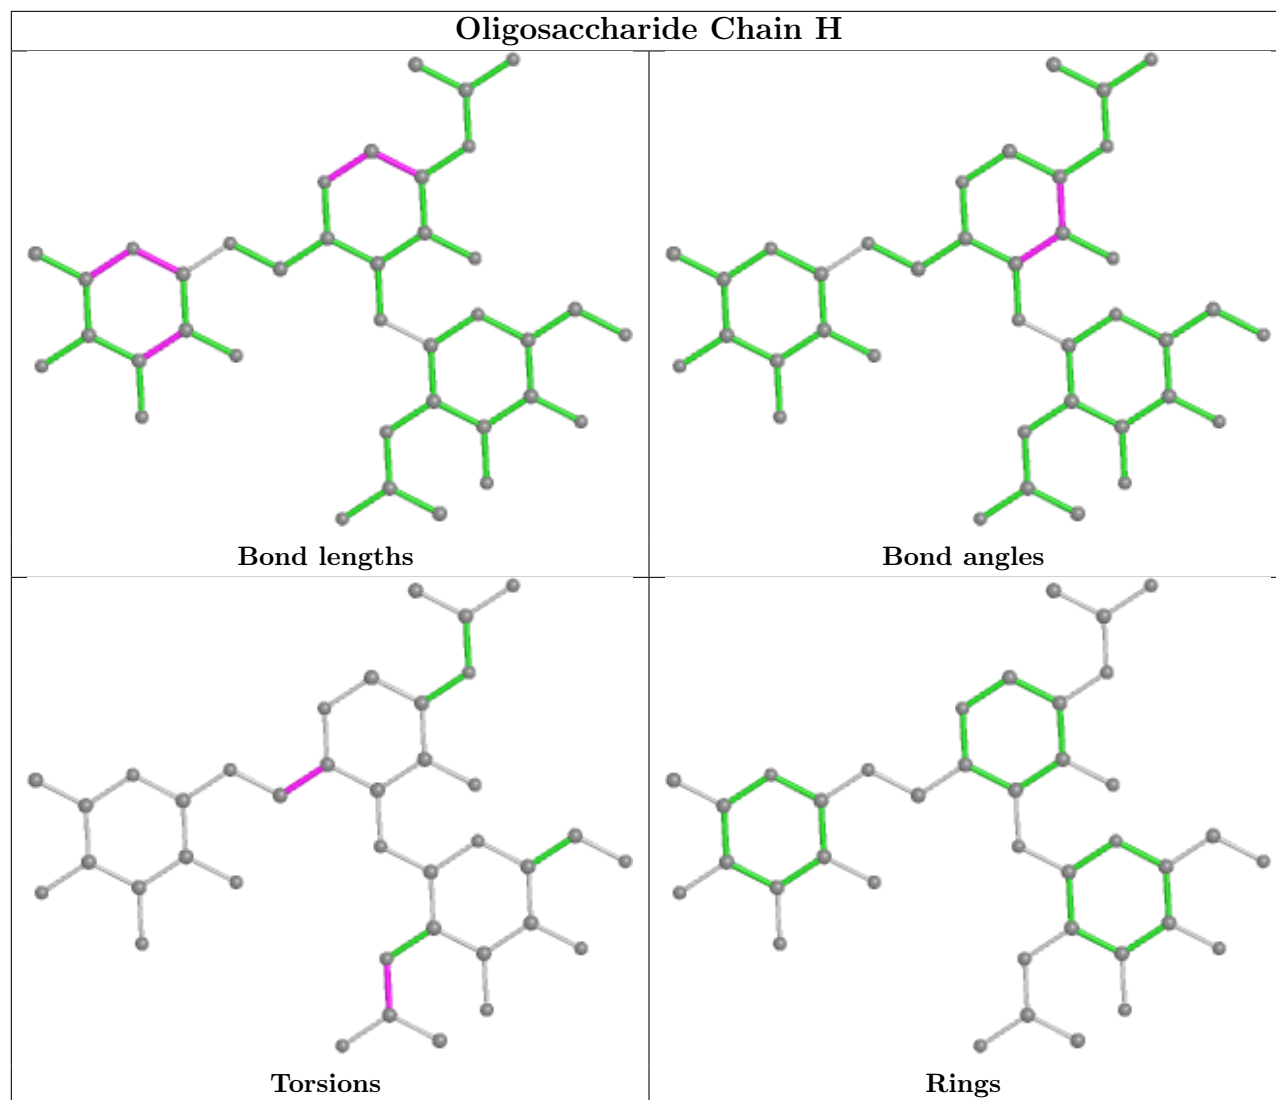 Oligosaccharide Chain H
Bond lengths
Bond angles
Torsions
Rings